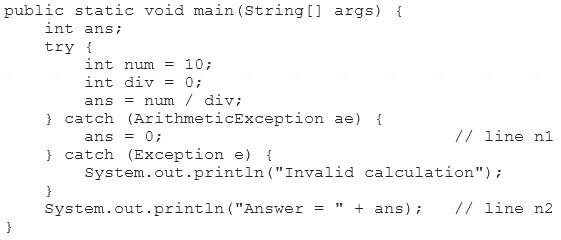 public static void main(String[] args) {
    int ans;
    try {
        int num = 10;
        int div = 0;
        ans = num / div;
    } catch (ArithmeticException ae) {
        ans = 0;                              // line n1
    } catch (Exception e) {
        System.out.println("Invalid calculation");
    }
    System.out.println("Answer = " + ans);   // line n2
}